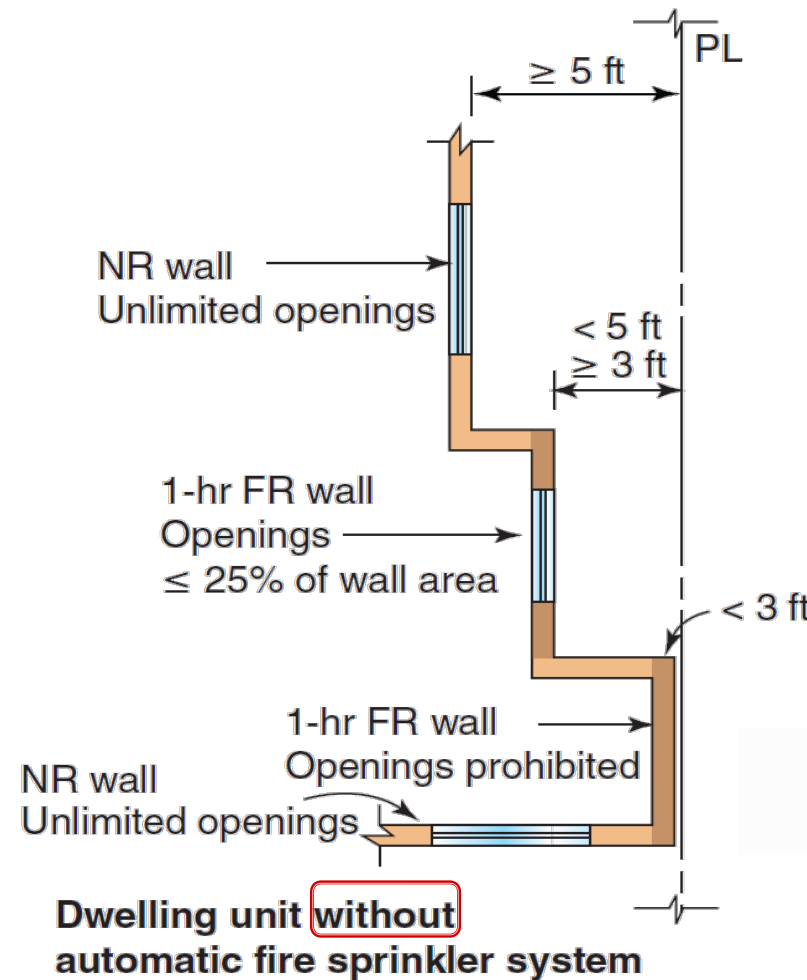 PL
≥ 5 ft
NR wall
Unlimited openings
< 5 ft
≥ 3 ft
1-hr FR wall
Openings
≤ 25% of wall area
< 3 ft
1-hr FR wall
Openings prohibited
NR wall
Unlimited openings
Dwelling unit without
automatic fire sprinkler system